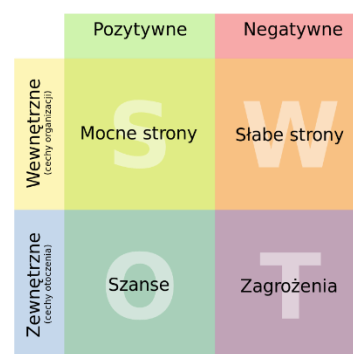 Pozytywne
Negatywne
Wewnętrzne
(cechy organizacji)
S
Mocne strony
W
Słabe strony
Zewnętrzne
(cechy otoczenia)
O
Szanse
T
Zagrożenia